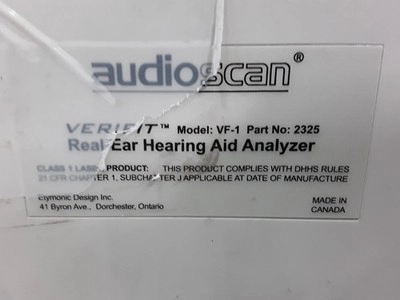 audioscan®
VERIFIT™ Model: VF-1 Part No: 2325
Real-Ear Hearing Aid Analyzer
CLASS 1 LASER PRODUCT: THIS PRODUCT COMPLIES WITH DHHS RULES
21 CFR CHAPTER 1, SUBCHAPTER J APPLICABLE AT DATE OF MANUFACTURE
Etymonic Design Inc.
41 Byron Ave., Dorchester, Ontario
MADE IN
CANADA